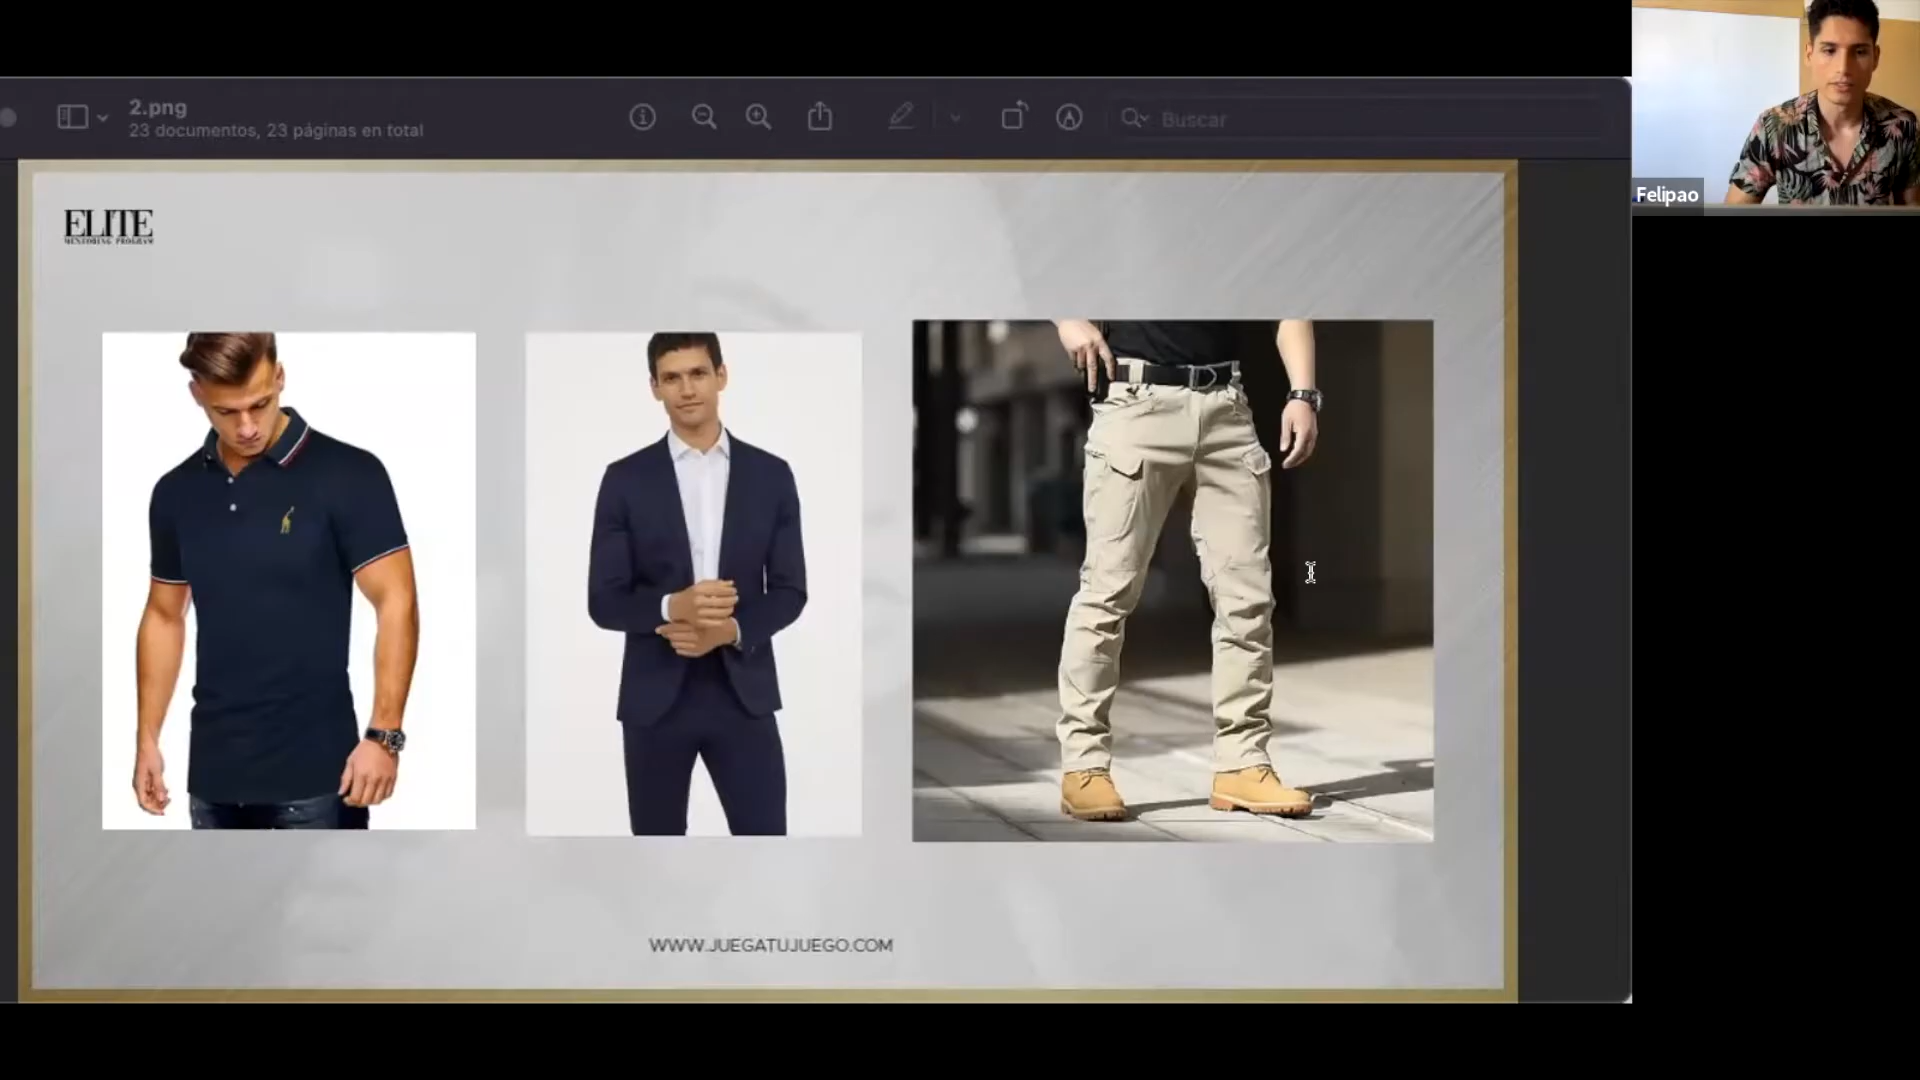 2.png
23 documentos, 23 páginas en total
Buscar
Felipao
ELITE
MENTORING PROGRAM
WWW.JUEGATUJUEGO.COM